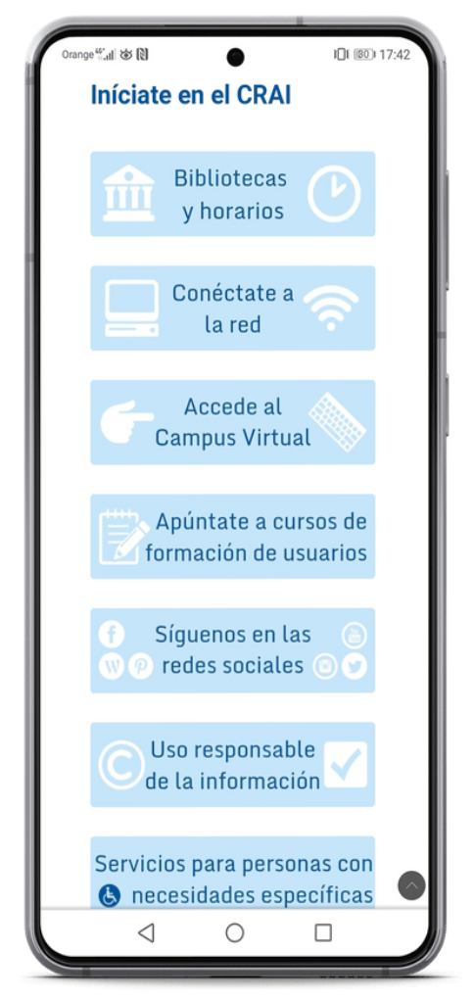 Orange 4G
80 17:42
Iníciate en el CRAI
Bibliotecas
y horarios
Conéctate a
la red
Accede al
Campus Virtual
Apúntate a cursos de
formación de usuarios
Síguenos en las
redes sociales
Uso responsable
de la información
Servicios para personas con
necesidades específicas